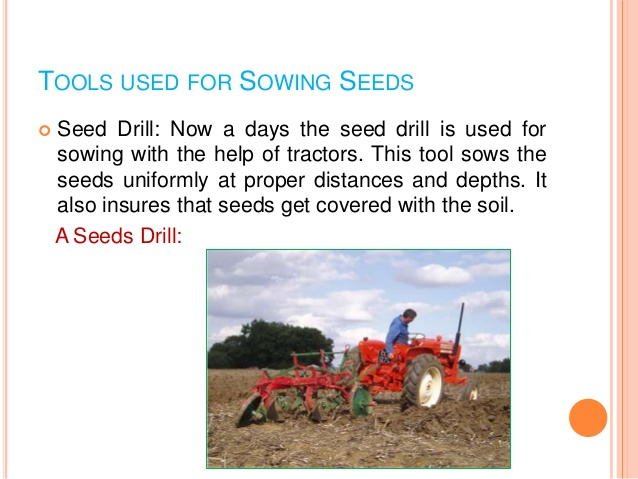 TOOLS USED FOR SOWING SEEDS
Seed Drill: Now a days the seed drill is used for
sowing with the help of tractors. This tool sows the
seeds uniformly at proper distances and depths. It
also insures that seeds get covered with the soil.
A Seeds Drill: